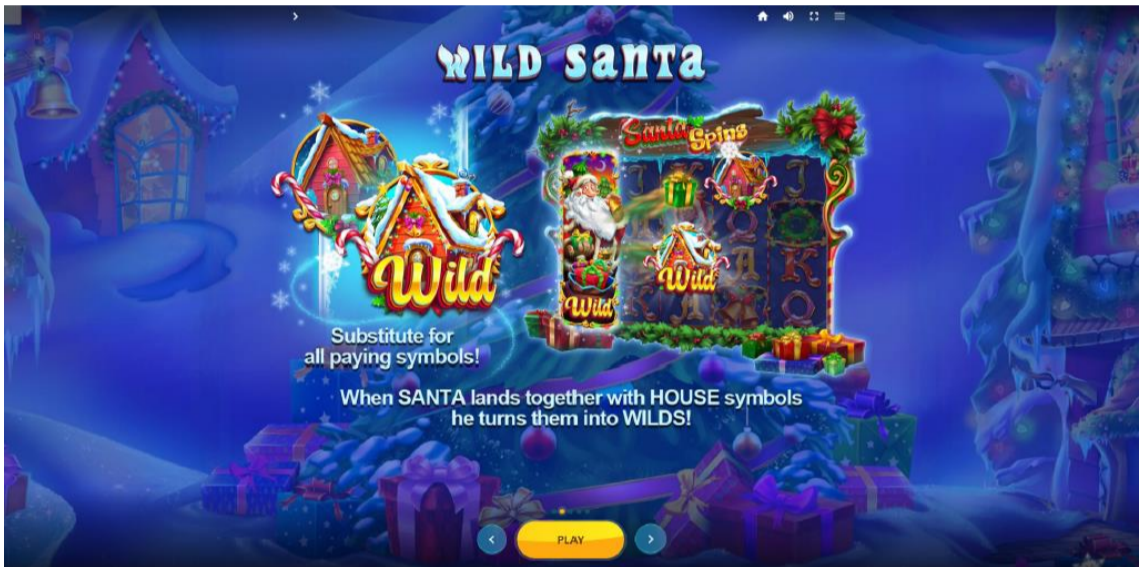 WILD SANTA
Santa Spins
Wild
Wild
Substitute for
all paying symbols!
When SANTA lands together with HOUSE symbols
he turns them into WILDS!
PLAY